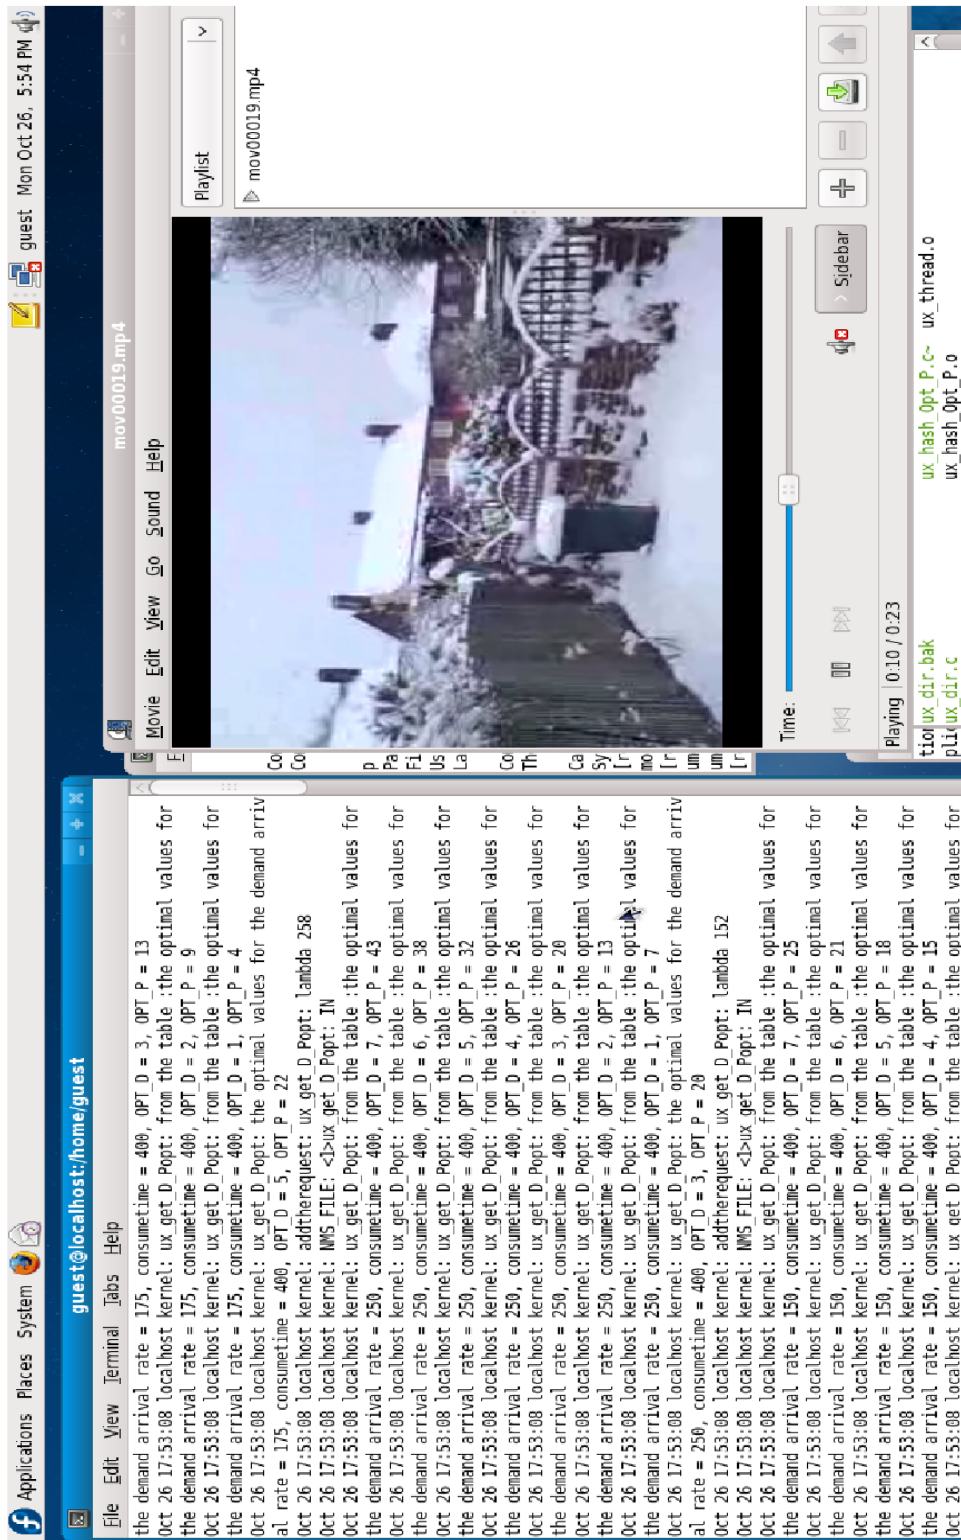 Applications Places System
guest Mon Oct 26, 5:54 PM
guest@localhost:/home/guest
File Edit View Terminal Tabs Help
the demand arrival rate = 175, consumetime = 400, OPT_D = 3, OPT_P = 13
Oct 26 17:53:08 localhost kernel: ux_get_D_Popt: from the table :the optimal values for
the demand arrival rate = 175, consumetime = 400, OPT_D = 2, OPT_P = 9
Oct 26 17:53:08 localhost kernel: ux_get_D_Popt: from the table :the optimal values for
the demand arrival rate = 175, consumetime = 400, OPT_D = 1, OPT_P = 4
Oct 26 17:53:08 localhost kernel: ux_get_D_Popt: the optimal values for the demand arriv
al rate = 175, consumetime = 400, OPT_D = 5, OPT_P = 22
Oct 26 17:53:08 localhost kernel: addtherequest: ux_get_D_Popt: lambda 258
Oct 26 17:53:08 localhost kernel: NMS_FILE: <1>ux_get_D_Popt: IN
Oct 26 17:53:08 localhost kernel: ux_get_D_Popt: from the table :the optimal values for
the demand arrival rate = 250, consumetime = 400, OPT_D = 7, OPT_P = 43
Oct 26 17:53:08 localhost kernel: ux_get_D_Popt: from the table :the optimal values for
the demand arrival rate = 250, consumetime = 400, OPT_D = 6, OPT_P = 38
Oct 26 17:53:08 localhost kernel: ux_get_D_Popt: from the table :the optimal values for
the demand arrival rate = 250, consumetime = 400, OPT_D = 5, OPT_P = 32
Oct 26 17:53:08 localhost kernel: ux_get_D_Popt: from the table :the optimal values for
the demand arrival rate = 250, consumetime = 400, OPT_D = 4, OPT_P = 26
Oct 26 17:53:08 localhost kernel: ux_get_D_Popt: from the table :the optimal values for
the demand arrival rate = 250, consumetime = 400, OPT_D = 3, OPT_P = 20
Oct 26 17:53:08 localhost kernel: ux_get_D_Popt: from the table :the optimal values for
the demand arrival rate = 250, consumetime = 400, OPT_D = 2, OPT_P = 13
Oct 26 17:53:08 localhost kernel: ux_get_D_Popt: from the table :the optimal values for
the demand arrival rate = 250, consumetime = 400, OPT_D = 1, OPT_P = 7
Oct 26 17:53:08 localhost kernel: ux_get_D_Popt: the optimal values for the demand arriv
al rate = 250, consumetime = 400, OPT_D = 3, OPT_P = 20
Oct 26 17:53:08 localhost kernel: addtherequest: ux_get_D_Popt: lambda 152
Oct 26 17:53:08 localhost kernel: NMS_FILE: <1>ux_get_D_Popt: IN
Oct 26 17:53:08 localhost kernel: ux_get_D_Popt: from the table :the optimal values for
the demand arrival rate = 150, consumetime = 400, OPT_D = 7, OPT_P = 25
Oct 26 17:53:08 localhost kernel: ux_get_D_Popt: from the table :the optimal values for
the demand arrival rate = 150, consumetime = 400, OPT_D = 6, OPT_P = 21
Oct 26 17:53:08 localhost kernel: ux_get_D_Popt: from the table :the optimal values for
the demand arrival rate = 150, consumetime = 400, OPT_D = 5, OPT_P = 18
Oct 26 17:53:08 localhost kernel: ux_get_D_Popt: from the table :the optimal values for
the demand arrival rate = 150, consumetime = 400, OPT_D = 4, OPT_P = 15
Oct 26 17:53:08 localhost kernel: ux_get_D_Popt: from the table :the optimal values for
F
Co
Co
P
Pa
Fi
Us
La
Co
Th
Ca
Sy
[r
mo
[r
um
um
[r
mov00019.mp4
Movie Edit View Go Sound Help
Playlist
mov00019.mp4
Time:
Sidebar
Playing 0:10 / 0:23
tion ux_dir.bak ux_hash_Opt_P.c~ ux_thread.o
plic ux_dir.c ux_hash_Opt_P.o